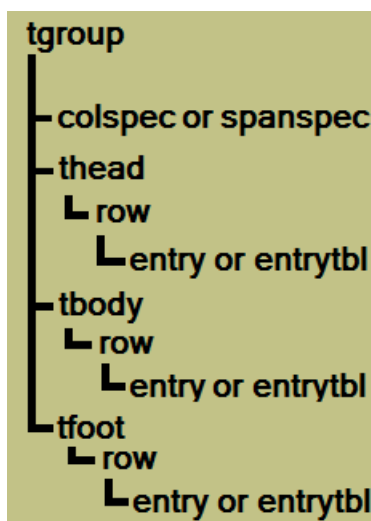 tgroup
colspec or spanspec
thead
row
entry or entrytbl
tbody
row
entry or entrytbl
tfoot
row
entry or entrytbl